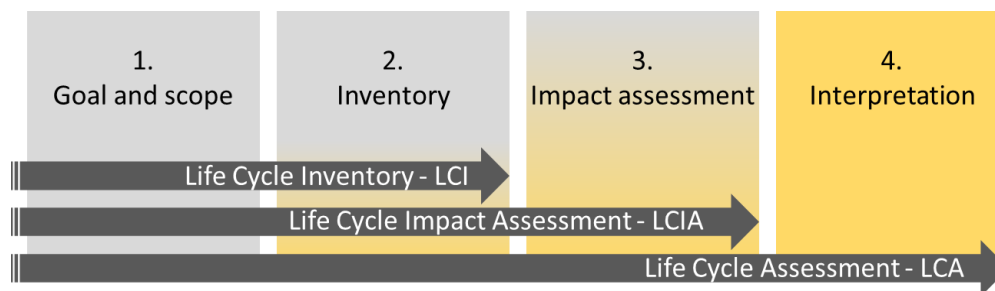 1.
Goal and scope
2.
Inventory
3.
Impact assessment
4.
Interpretation
Life Cycle Inventory - LCI
Life Cycle Impact Assessment - LCIA
Life Cycle Assessment - LCA